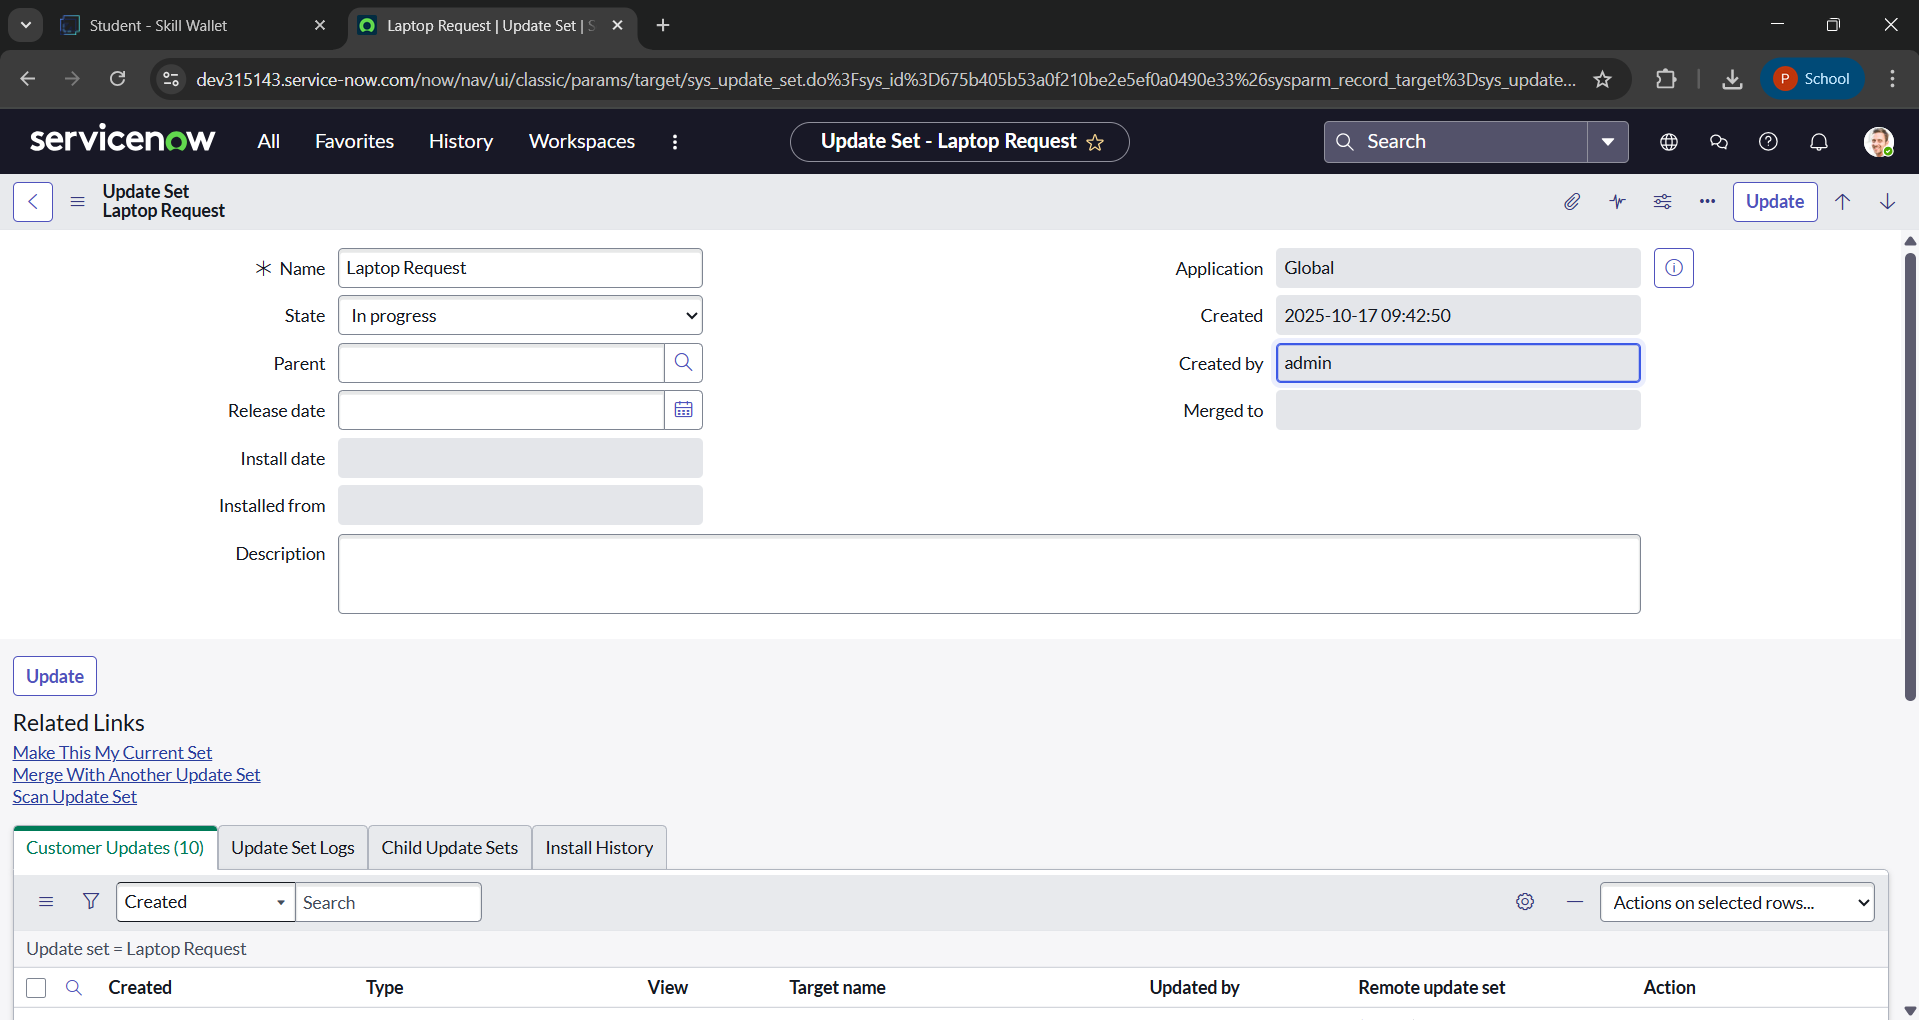 Student - Skill Wallet
Laptop Request | Update Set | S
dev315143.service-now.com/now/nav/ui/classic/params/target/sys_update_set.do%3Fsys_id%3D675b405b53a0f210be2e5ef0a0490e33%26sysparm_record_target%3Dsys_update...
P School
servicenow
All
Favorites
History
Workspaces
Update Set - Laptop Request
Search
Update Set
Laptop Request
Update
Name
Laptop Request
Application
Global
State
In progress
Created
2025-10-17 09:42:50
Parent
Created by
admin
Release date
Merged to
Install date
Installed from
Description
Update
Related Links
Make This My Current Set
Merge With Another Update Set
Scan Update Set
Customer Updates (10)
Update Set Logs
Child Update Sets
Install History
Created
Search
Actions on selected rows...
Update set = Laptop Request
Created
Type
View
Target name
Updated by
Remote update set
Action